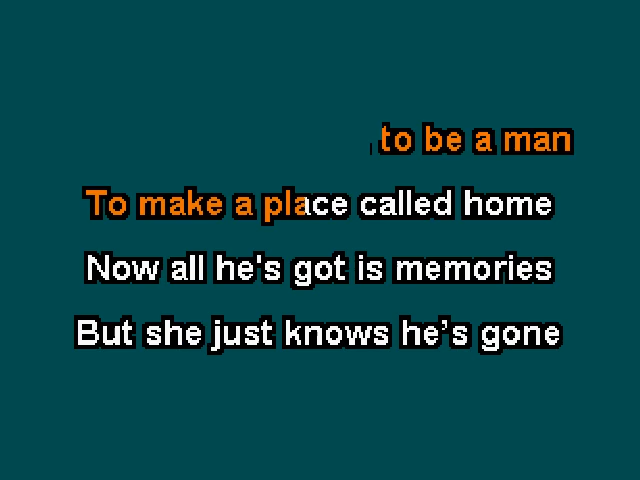 to be a man
To make a place called home
Now all he's got is memories
But she just knows he’s gone